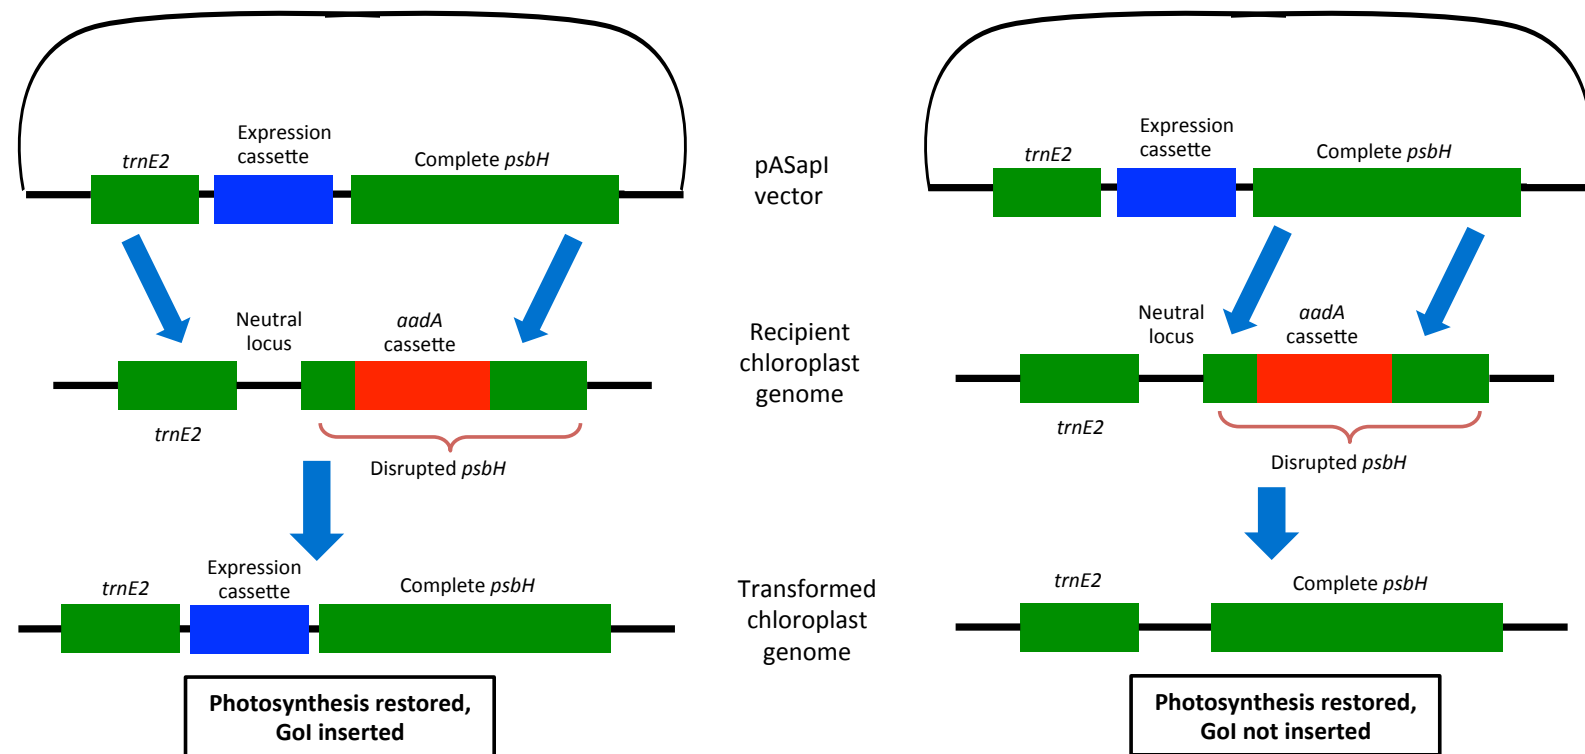 trnE2
Expression
cassette
Complete psbH
pASapI
vector
trnE2
Expression
cassette
Complete psbH
Neutral
locus
aadA
cassette
trnE2
Disrupted psbH
Recipient
chloroplast
genome
Neutral
locus
aadA
cassette
trnE2
Disrupted psbH
trnE2
Expression
cassette
Complete psbH
Transformed
chloroplast
genome
trnE2
Complete psbH
Photosynthesis restored,
GoI inserted
Photosynthesis restored,
GoI not inserted